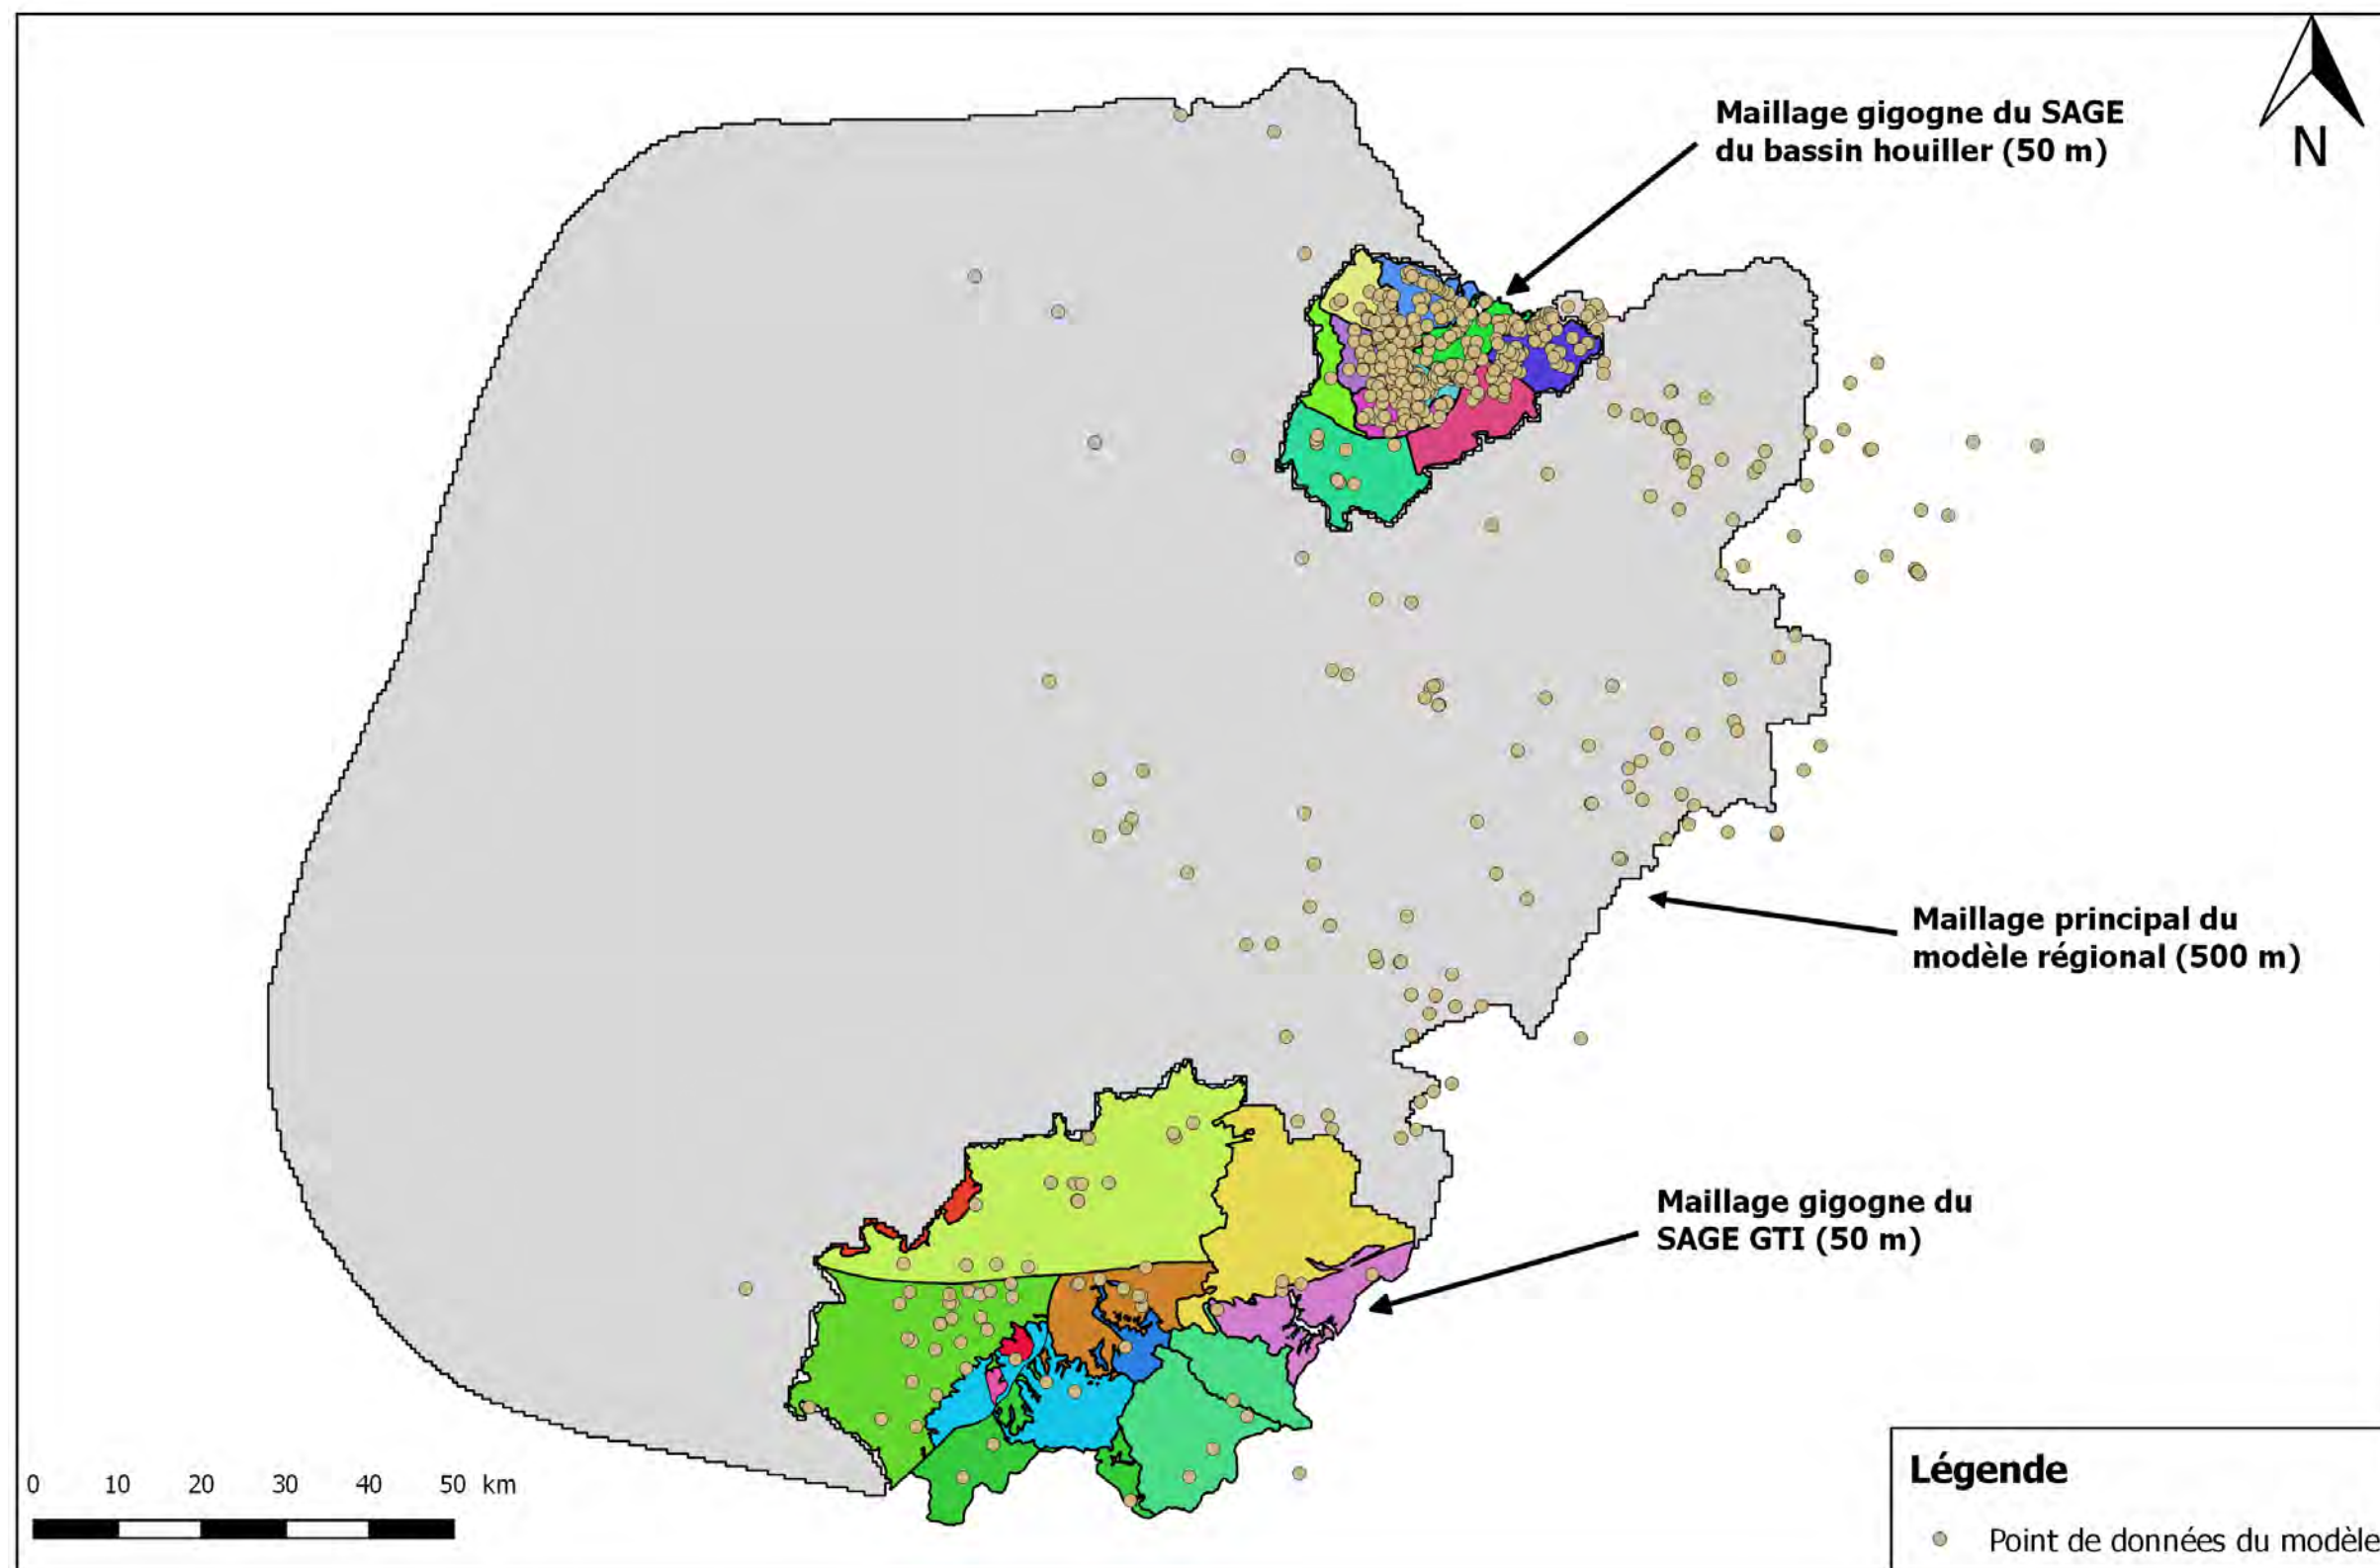 Maillage gigogne du SAGE
du bassin houiller (50 m)
N
Maillage principal du
modèle régional (500 m)
Maillage gigogne du
SAGE GTI (50 m)
0 10 20 30 40 50 km
Légende
Point de données du modèle